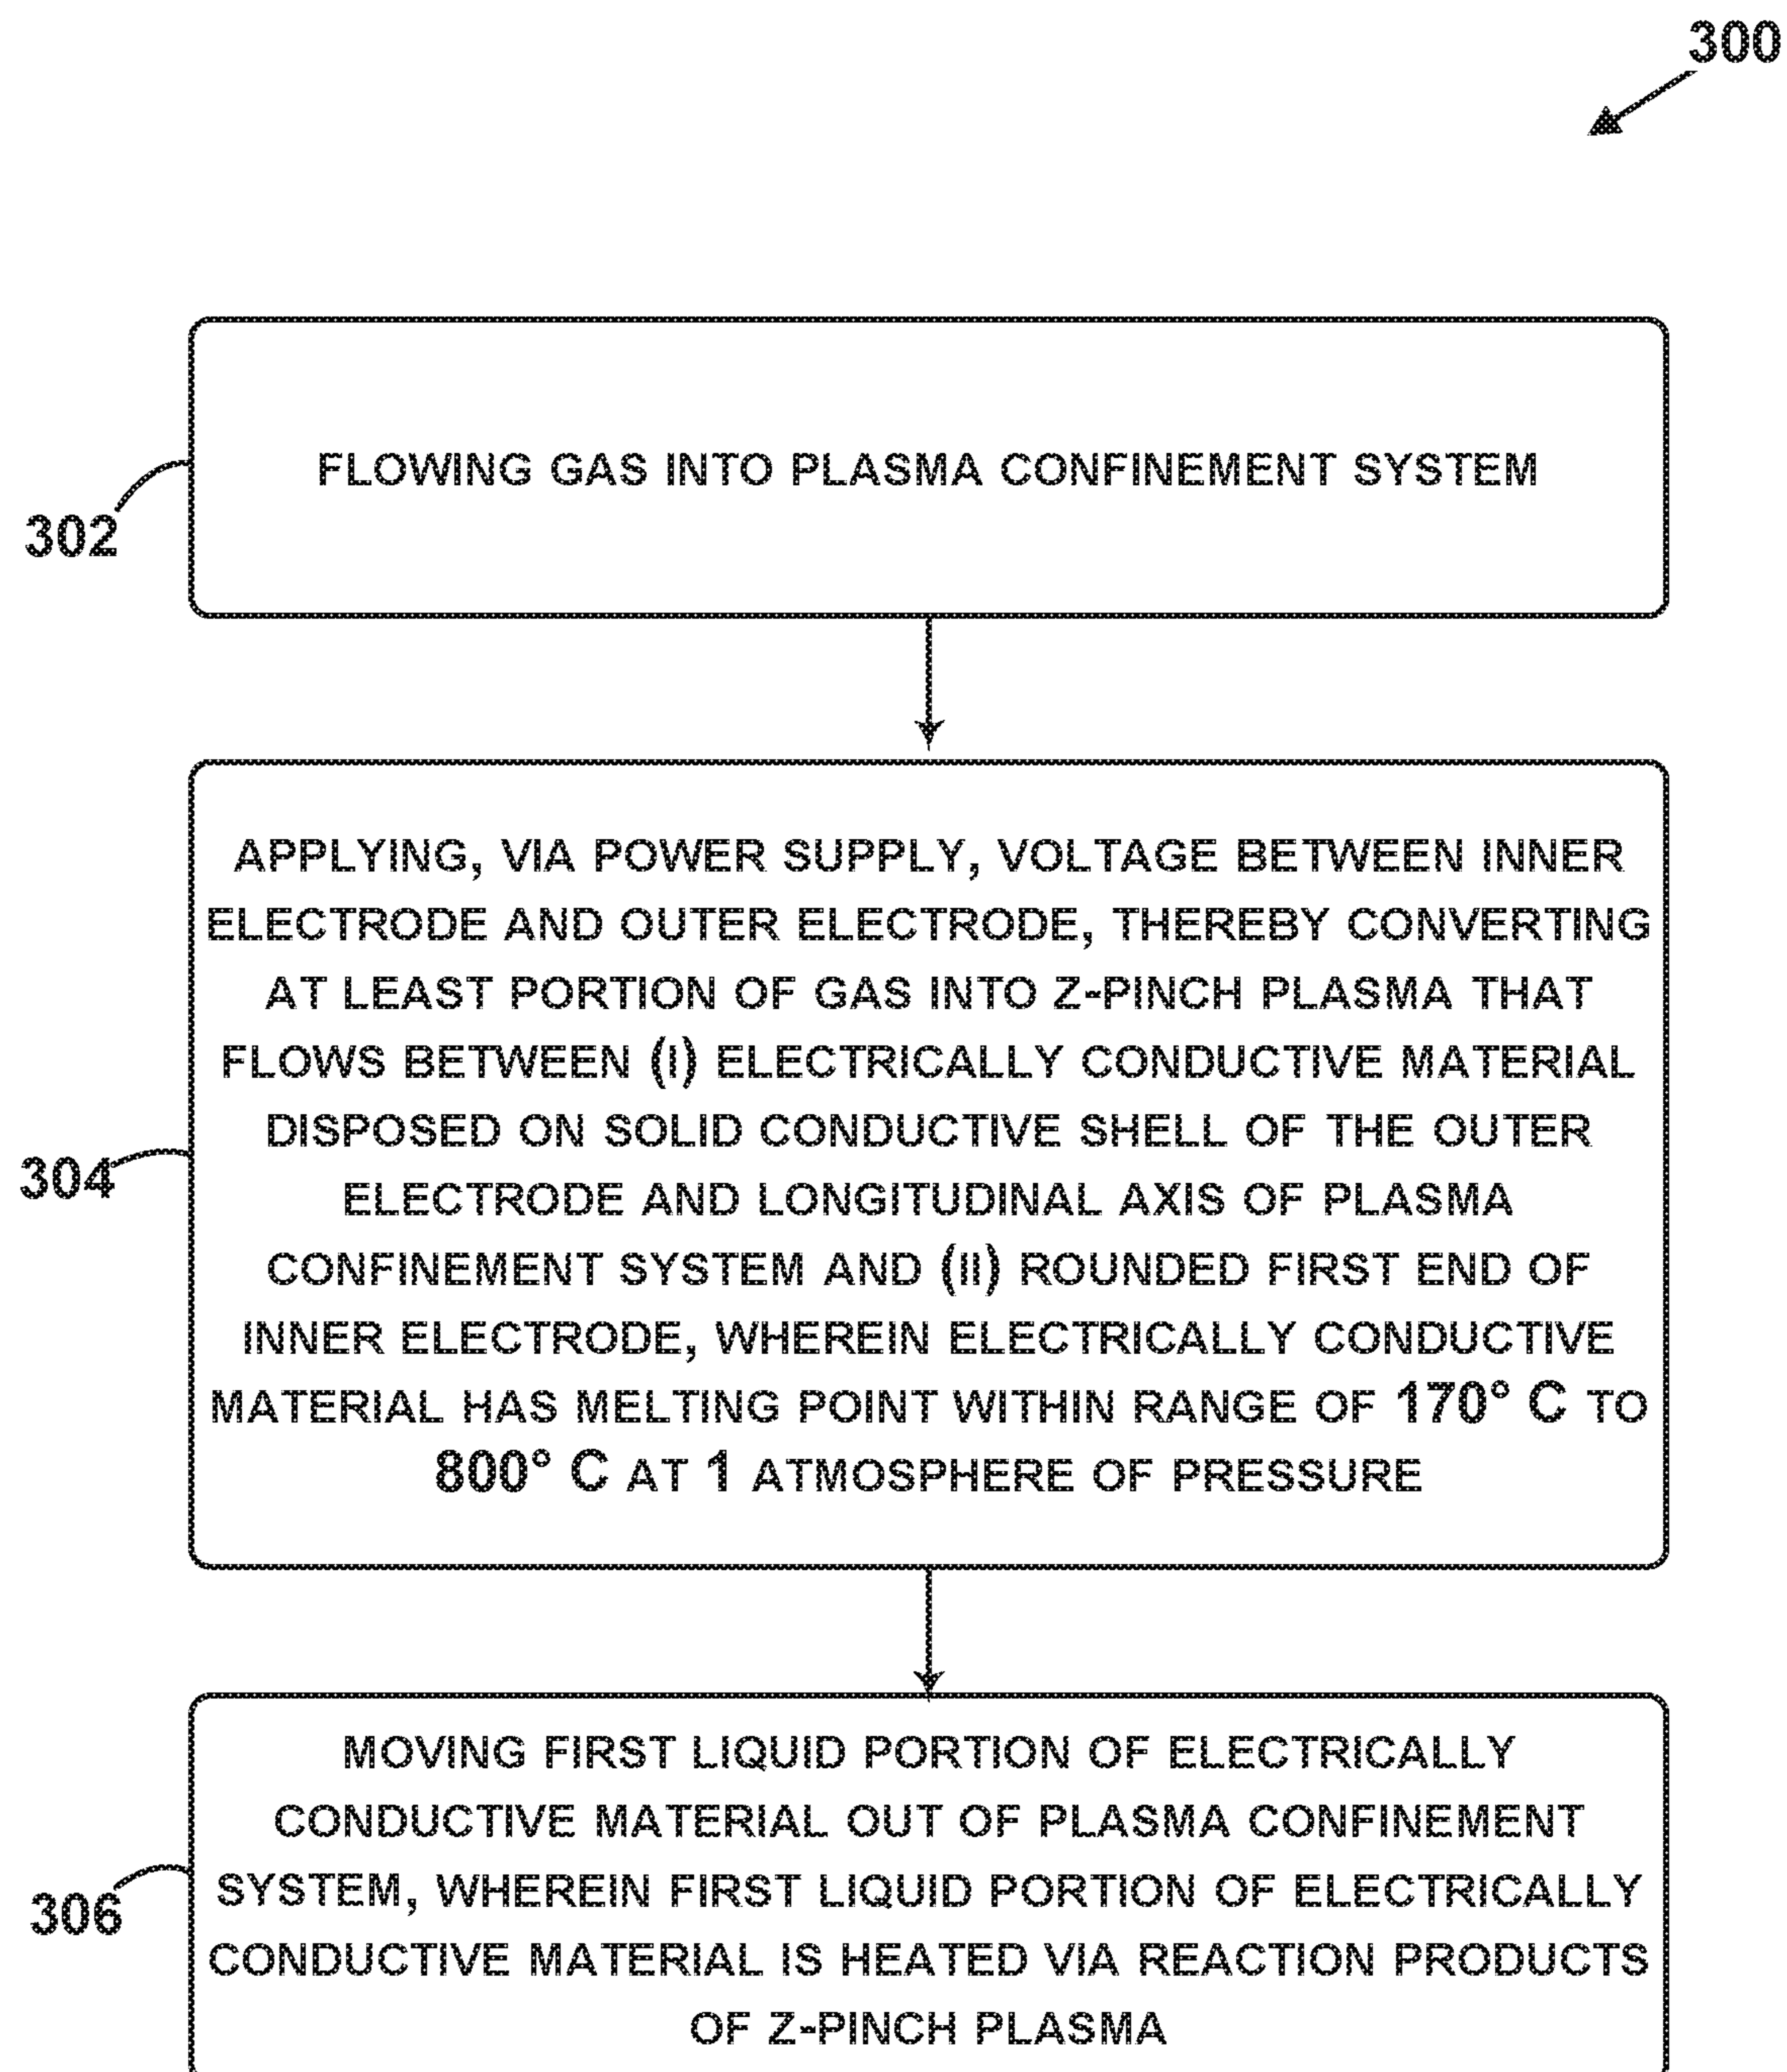 300
FLOWING GAS INTO PLASMA CONFINEMENT SYSTEM
302
APPLYING, VIA POWER SUPPLY, VOLTAGE BETWEEN INNER
ELECTRODE AND OUTER ELECTRODE, THEREBY CONVERTING
AT LEAST PORTION OF GAS INTO Z-PINCH PLASMA THAT
FLOWS BETWEEN (I) ELECTRICALLY CONDUCTIVE MATERIAL
DISPOSED ON SOLID CONDUCTIVE SHELL OF THE OUTER
ELECTRODE AND LONGITUDINAL AXIS OF PLASMA
CONFINEMENT SYSTEM AND (II) ROUNDED FIRST END OF
INNER ELECTRODE, WHEREIN ELECTRICALLY CONDUCTIVE
MATERIAL HAS MELTING POINT WITHIN RANGE OF 170° C TO
800° C AT 1 ATMOSPHERE OF PRESSURE
304
MOVING FIRST LIQUID PORTION OF ELECTRICALLY
CONDUCTIVE MATERIAL OUT OF PLASMA CONFINEMENT
SYSTEM, WHEREIN FIRST LIQUID PORTION OF ELECTRICALLY
CONDUCTIVE MATERIAL IS HEATED VIA REACTION PRODUCTS
OF Z-PINCH PLASMA
306